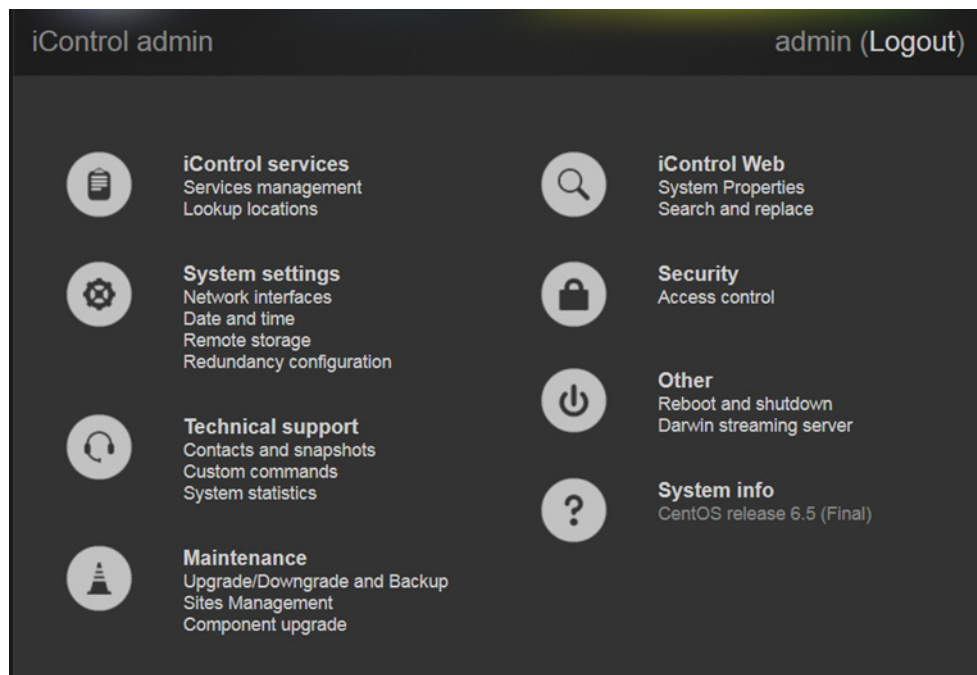 iControl admin
admin (Logout)
iControl services
Services management
Lookup locations
System settings
Network interfaces
Date and time
Remote storage
Redundancy configuration
Technical support
Contacts and snapshots
Custom commands
System statistics
Maintenance
Upgrade/Downgrade and Backup
Sites Management
Component upgrade
iControl Web
System Properties
Search and replace
Security
Access control
Other
Reboot and shutdown
Darwin streaming server
System info
CentOS release 6.5 (Final)